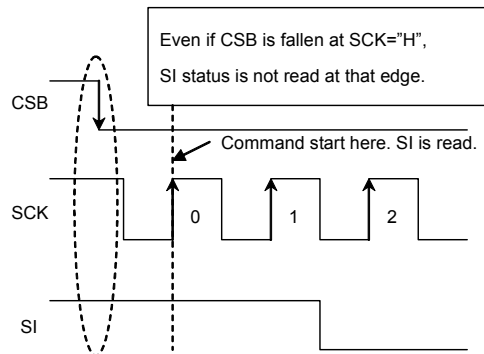 Even if CSB is fallen at SCK=”H”,
SI status is not read at that edge.
CSB
Command start here. SI is read.
SCK
0
1
2
SI